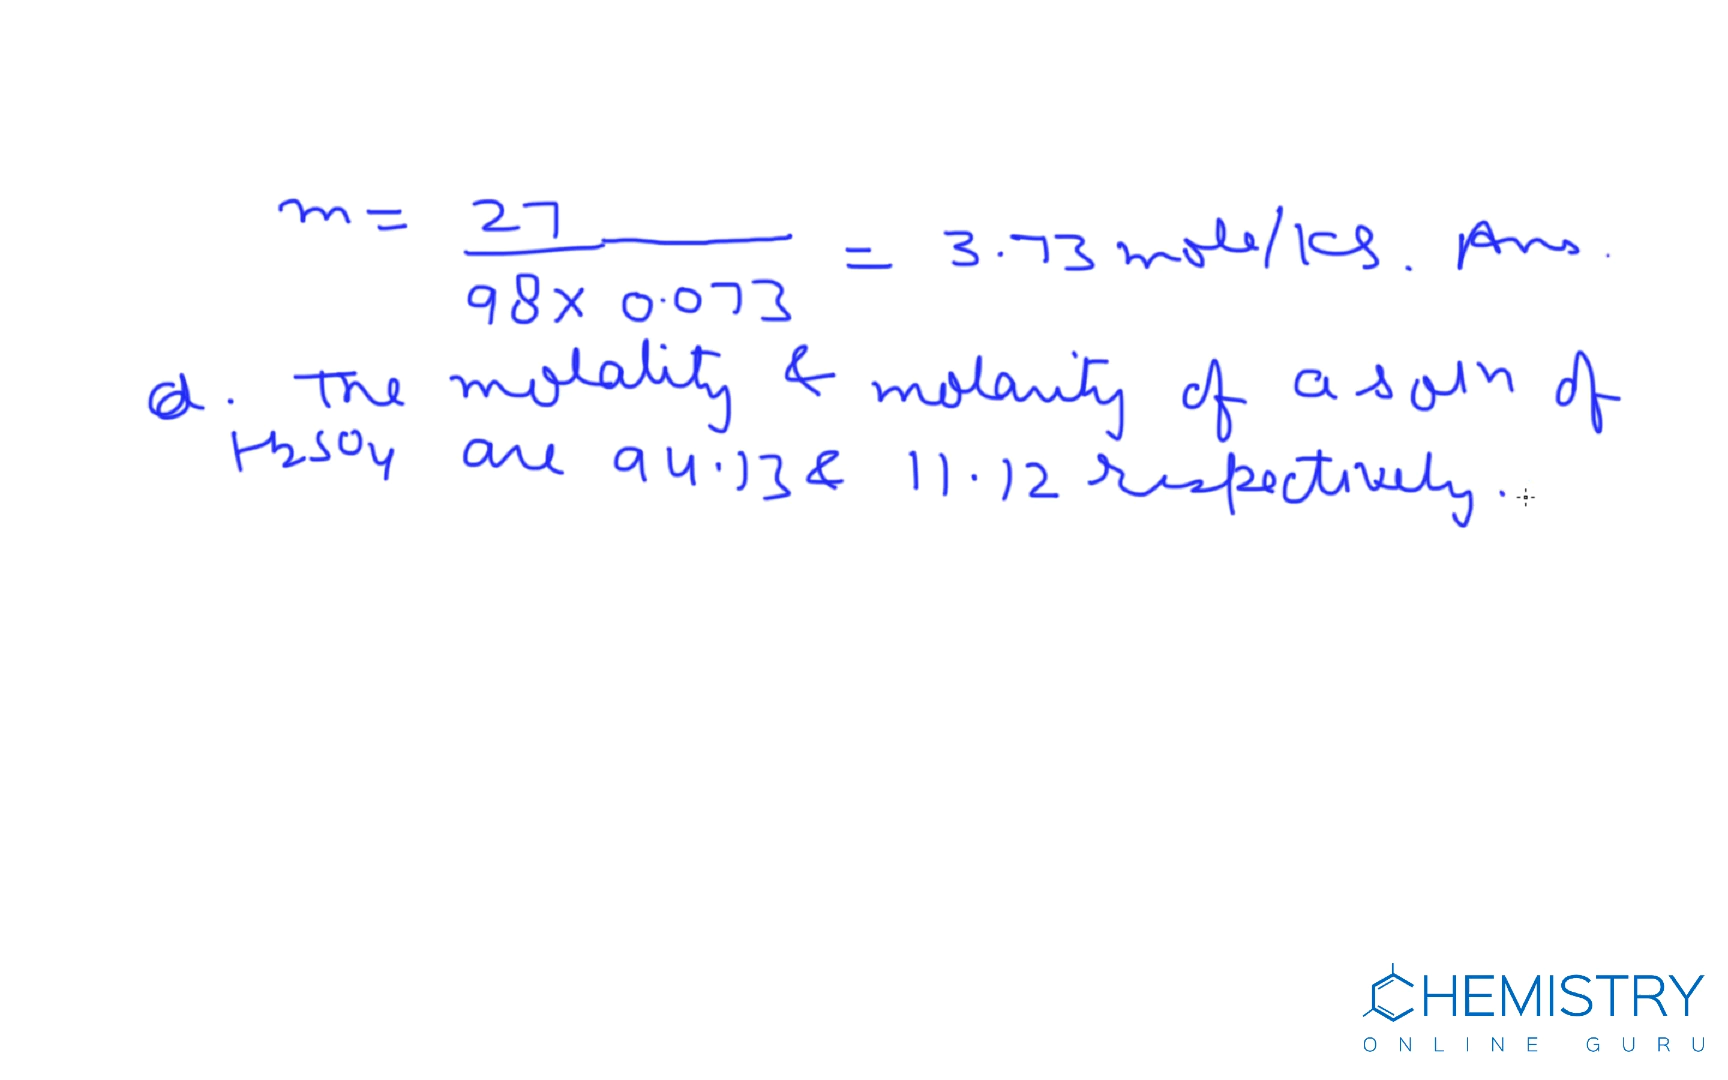 m = 27
98 x 0.073
= 3.73 mole/kg. Ans.
Q. The molality & molarity of a soln of
H2SO4 are 94.13 & 11.12 respectively.
CHEMISTRY
ONLINE GURU